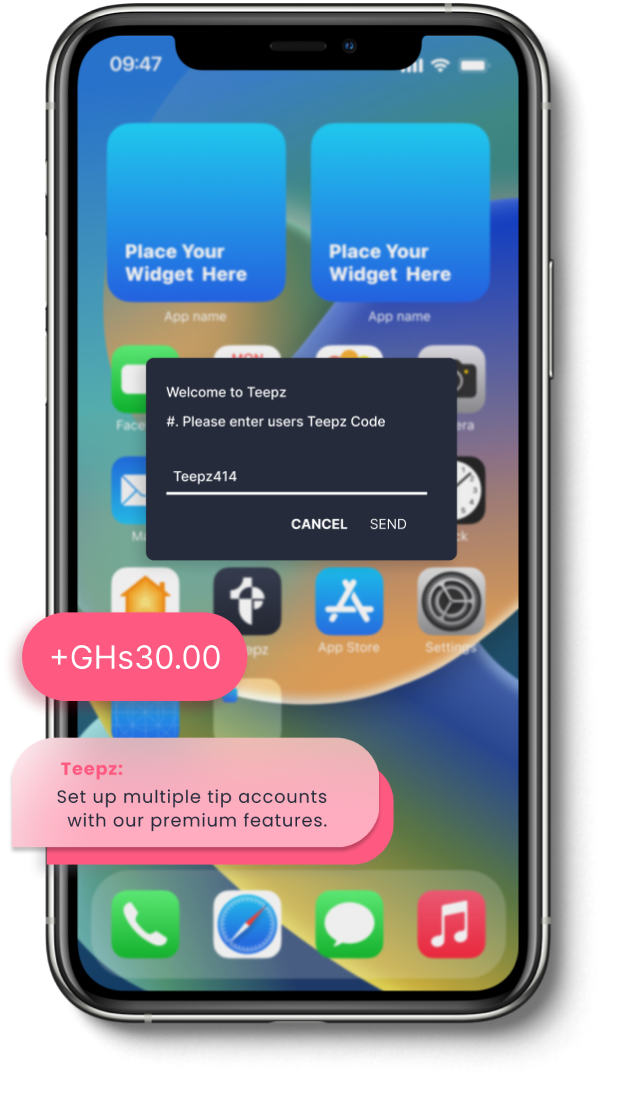 09:47
Place Your
Widget Here
Place Your
Widget Here
App name
App name
MON
Welcome to Teepz
#. Please enter users Teepz Code
Teepz414
CANCEL
SEND
App Store
Settings
+GHs30.00
Teepz:
Set up multiple tip accounts
with our premium features.